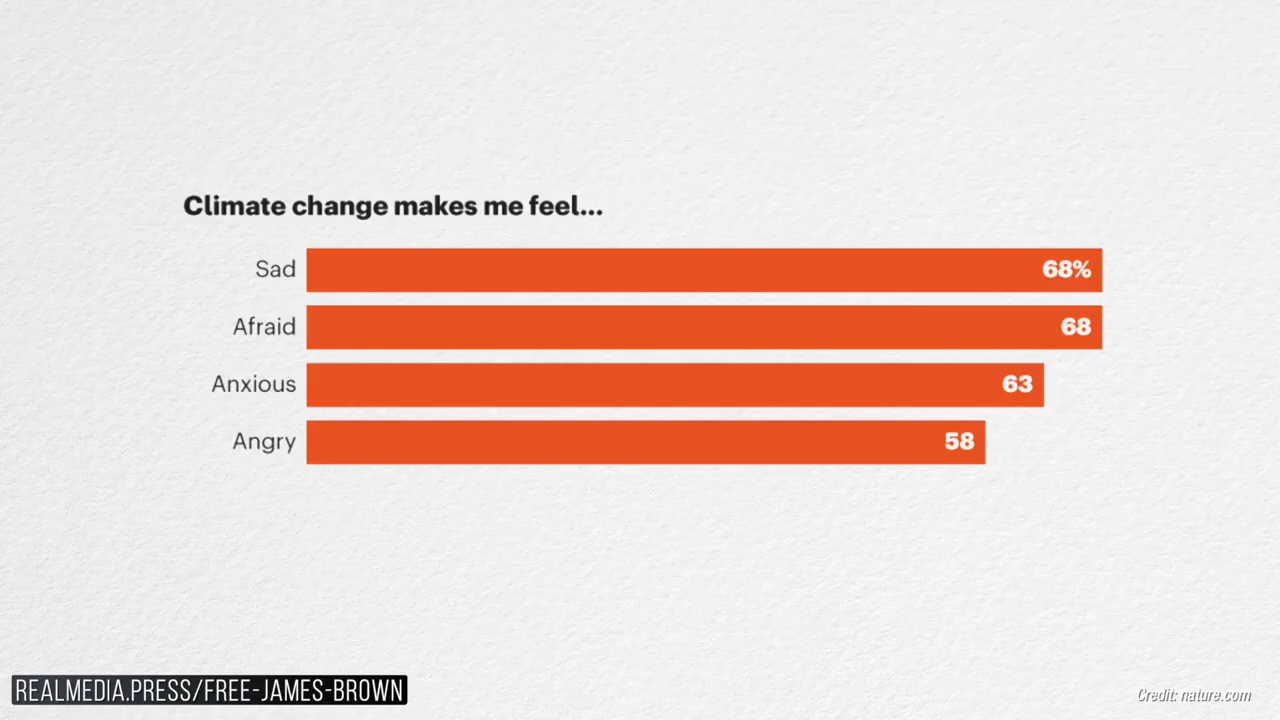 Climate change makes me feel...
Sad 68%
Afraid 68
Anxious 63
Angry 58
REALMEDIA.PRESS/FREE-JAMES-BROWN
Credit: nature.com